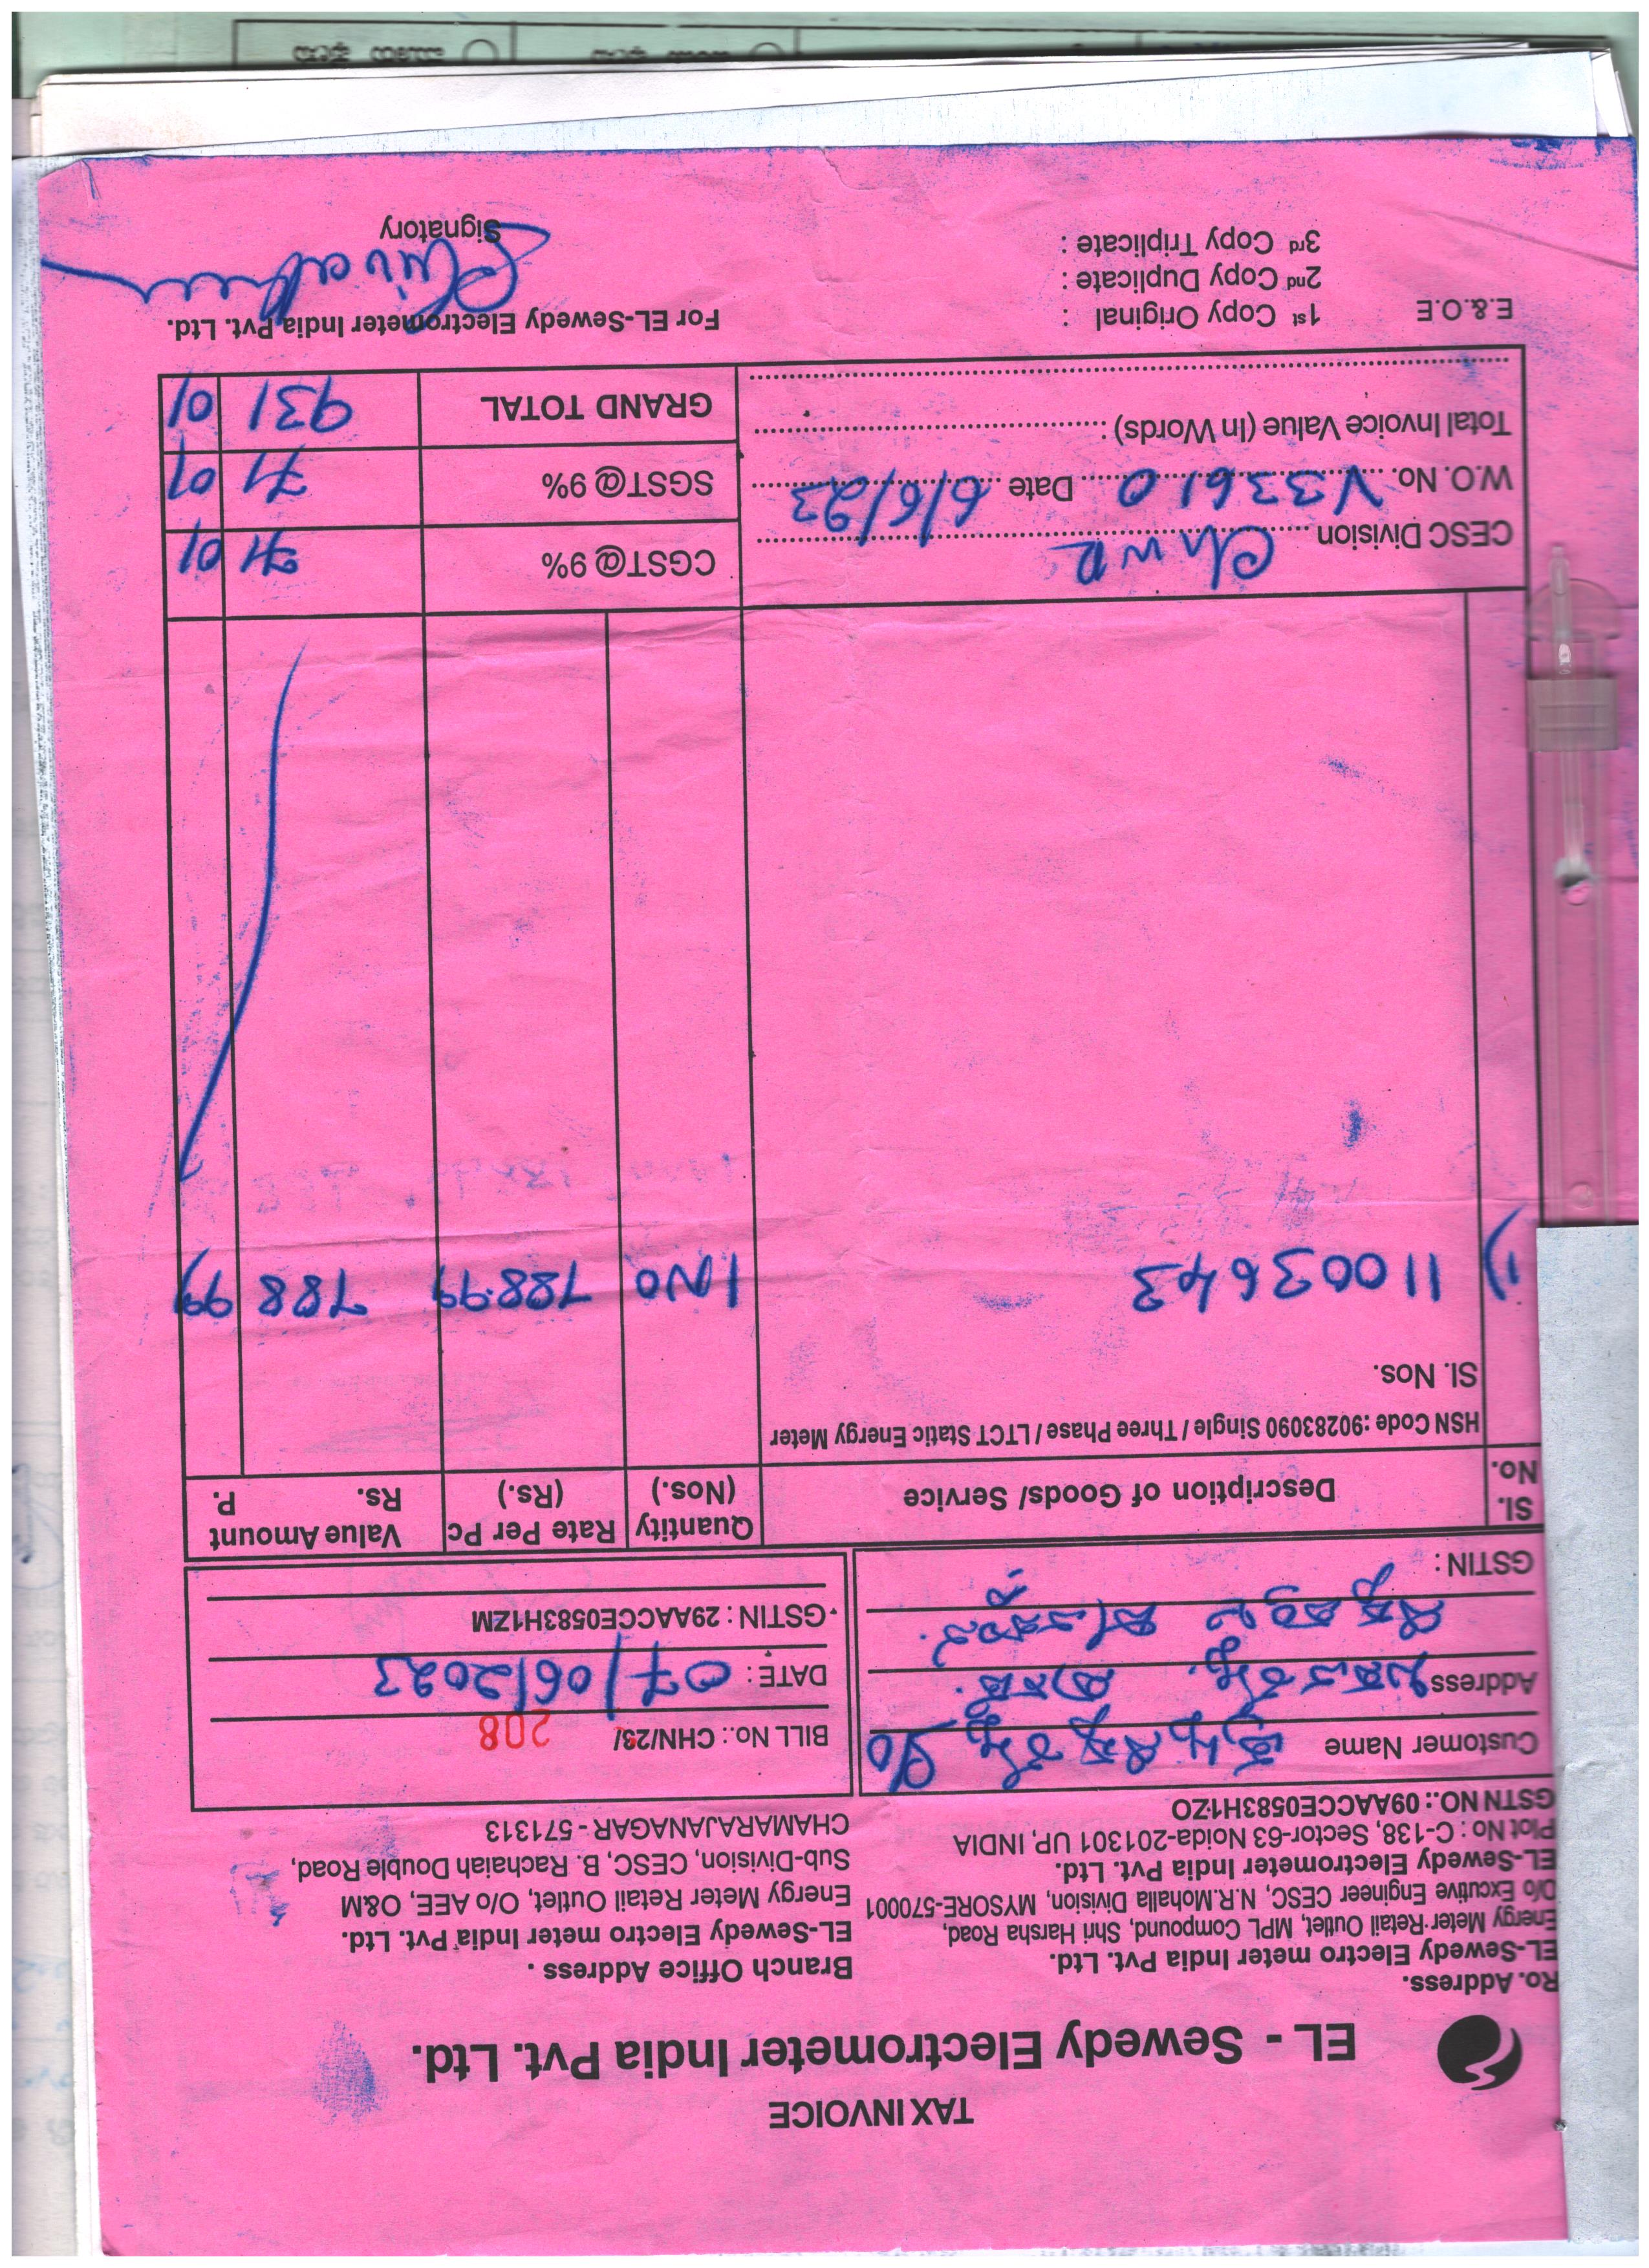 TAX INVOICE
EL - Sewedy Electrometer India Pvt. Ltd.
Ro. Address.
EL-Sewedy Electro meter India Pvt. Ltd.
Energy Meter Retail Outlet, MPL Compound, Shri Harsha Road,
O/o Excutive Engineer CESC, N.R.Mohalla Division, MYSORE-570001
EL-Sewedy Electrometer India Pvt. Ltd.
Plot No : C-138, Sector-63 Noida-201301 UP, INDIA
GSTN NO.: 09AACCE0583H1ZO
Branch Office Address .
EL-Sewedy Electro meter India Pvt. Ltd.
Energy Meter Retail Outlet, O/o AEE, O&M
Sub-Division, CESC, B. Rachaiah Double Road,
CHAMARAJANAGAR - 571313
Customer Name
Address
GSTIN :
BILL No.: CHN/23/ 208
DATE : 07/06/2023
GSTIN : 29AACCE0583H1ZM
Sl. No. Description of Goods/ Service Quantity (Nos.) Rate Per Pc (Rs.) Value Amount Rs. P.
HSN Code :90283090 Single / Three Phase / LTCT Static Energy Meter
Sl. Nos.
1) 11003643 1 No 788.99 788 99
CESC Division
CGST@ 9% 71 01
W.O. No. V33610 Date 6/6/23
SGST@ 9% 71 01
Total Invoice Value (In Words) :
GRAND TOTAL 931 01
E.&.O.E
1st Copy Original :
2nd Copy Duplicate :
3rd Copy Triplicate :
For EL-Sewedy Electrometer India Pvt. Ltd.
Signatory